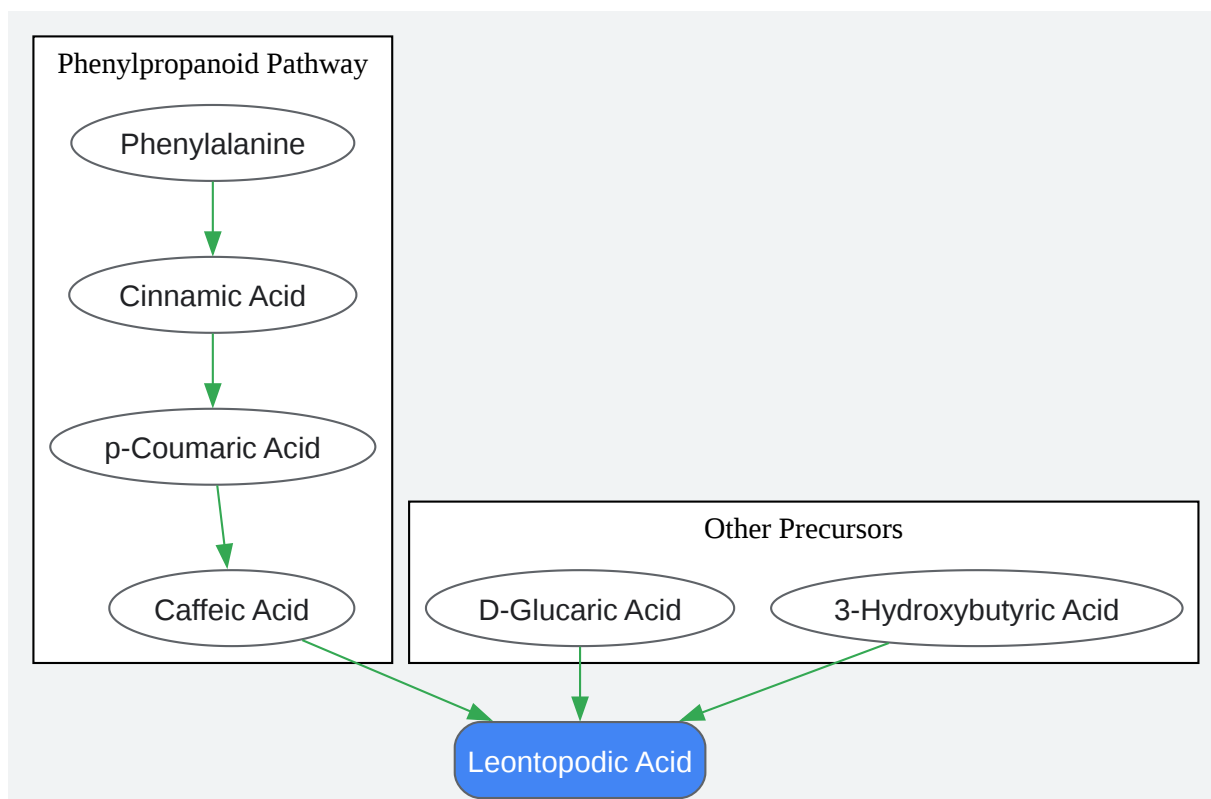 Phenylpropanoid Pathway
Phenylalanine
Cinnamic Acid
p-Coumaric Acid
Caffeic Acid
Other Precursors
D-Glucaric Acid
3-Hydroxybutyric Acid
Leontopodic Acid